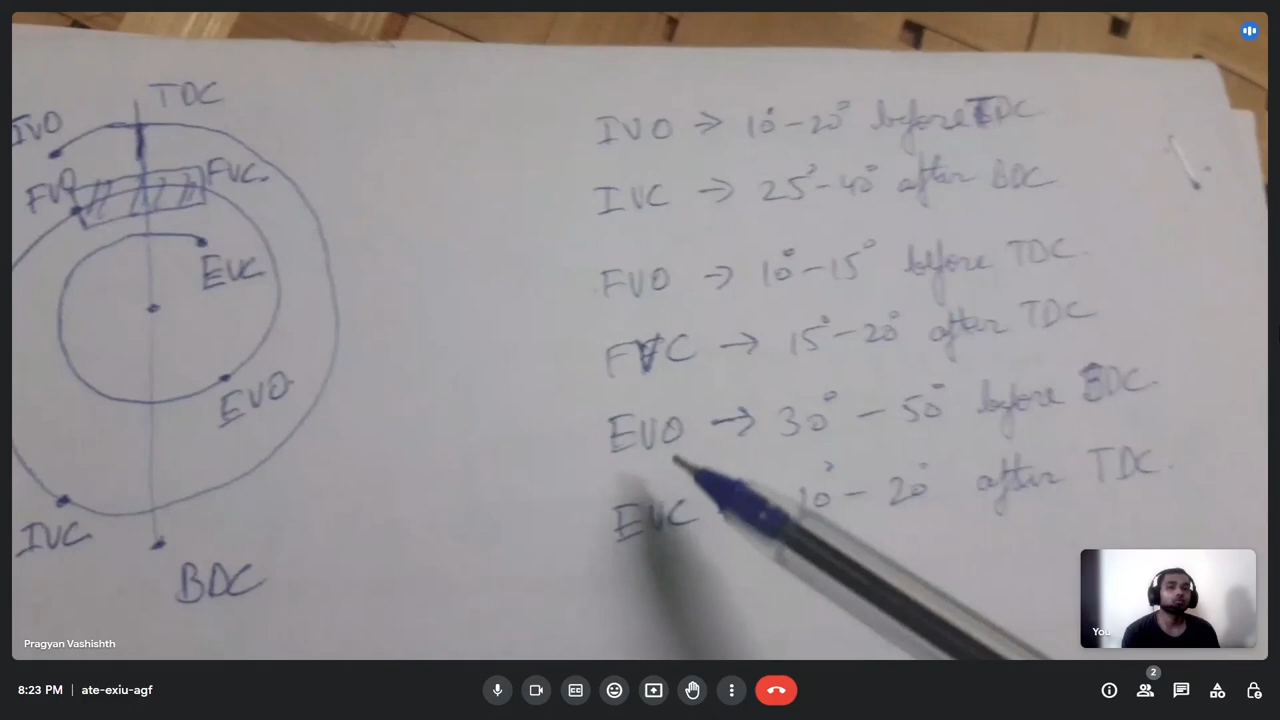 TDC
IVO
FVO
FVC.
EVC
EVO
IVC
BDC
IVO → 10°-20° before TDC
IVC → 25°-40° after BDC
FVO → 10°-15° before TDC.
FVC → 15°-20° after TDC
EVO → 30° - 50° before BDC.
EVC 10° - 20° after TDC.
You
Pragyan Vashishth
8:23 PM | ate-exiu-agf
CC
2